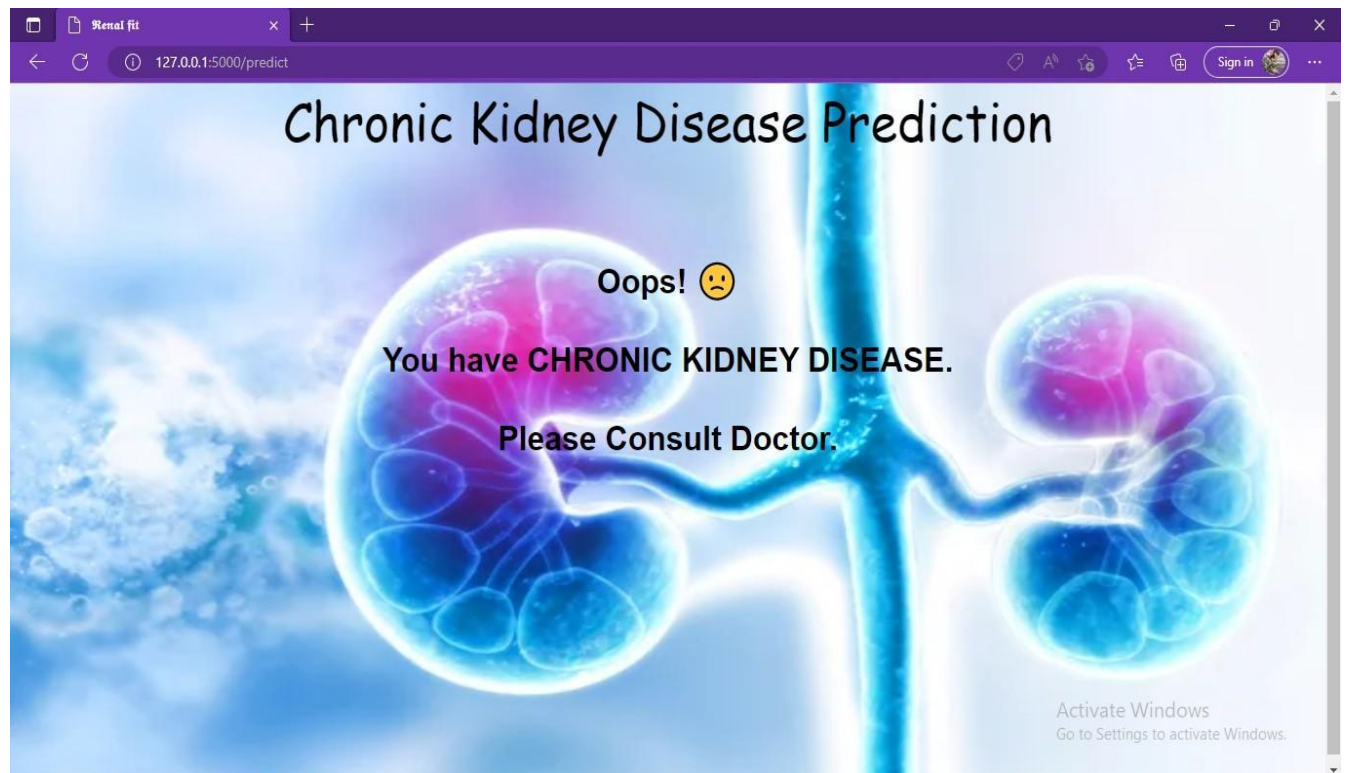 𝕽𝖊𝖓𝖆𝖑 𝖋𝖎𝖙
127.0.0.1:5000/predict
Sign in
Chronic Kidney Disease Prediction
Oops! 🙁
You have CHRONIC KIDNEY DISEASE.
Please Consult Doctor.
Activate Windows
Go to Settings to activate Windows.